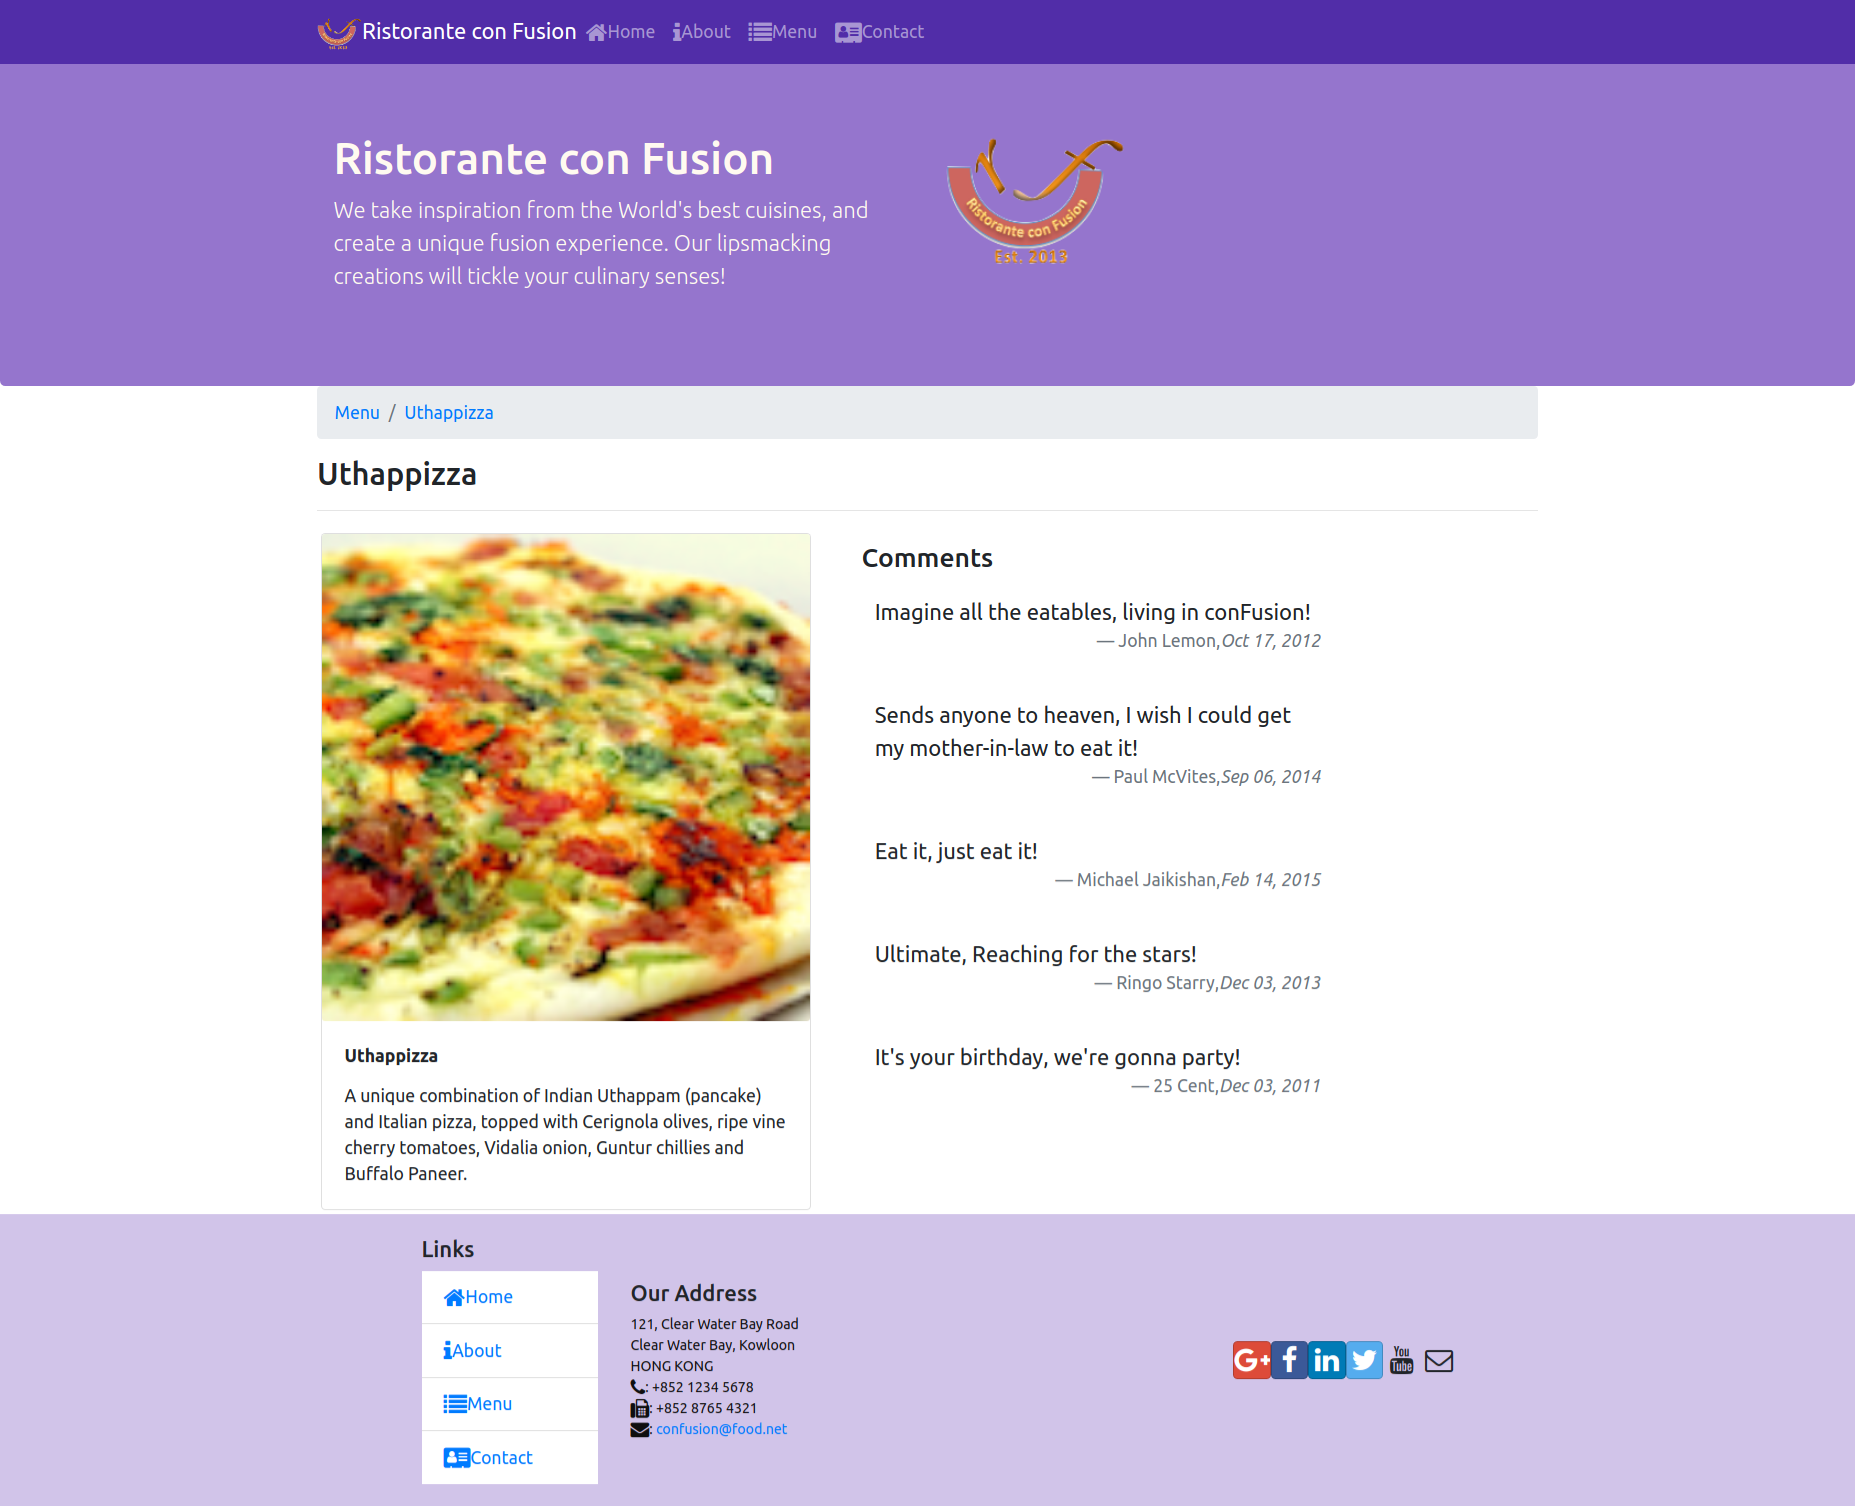 Ristorante con Fusion Home About Menu Contact
Ristorante con Fusion
We take inspiration from the World's best cuisines, and
create a unique fusion experience. Our lipsmacking
creations will tickle your culinary senses!
Ristorante con Fusion
Est. 2013
Menu / Uthappizza
Uthappizza
Uthappizza
A unique combination of Indian Uthappam (pancake)
and Italian pizza, topped with Cerignola olives, ripe vine
cherry tomatoes, Vidalia onion, Guntur chillies and
Buffalo Paneer.
Comments
Imagine all the eatables, living in conFusion!
— John Lemon,Oct 17, 2012
Sends anyone to heaven, I wish I could get
my mother-in-law to eat it!
— Paul McVites,Sep 06, 2014
Eat it, just eat it!
— Michael Jaikishan,Feb 14, 2015
Ultimate, Reaching for the stars!
— Ringo Starry,Dec 03, 2013
It's your birthday, we're gonna party!
— 25 Cent,Dec 03, 2011
Links
Home
About
Menu
Contact
Our Address
121, Clear Water Bay Road
Clear Water Bay, Kowloon
HONG KONG
: +852 1234 5678
: +852 8765 4321
: confusion@food.net
G+ f in You
Tube